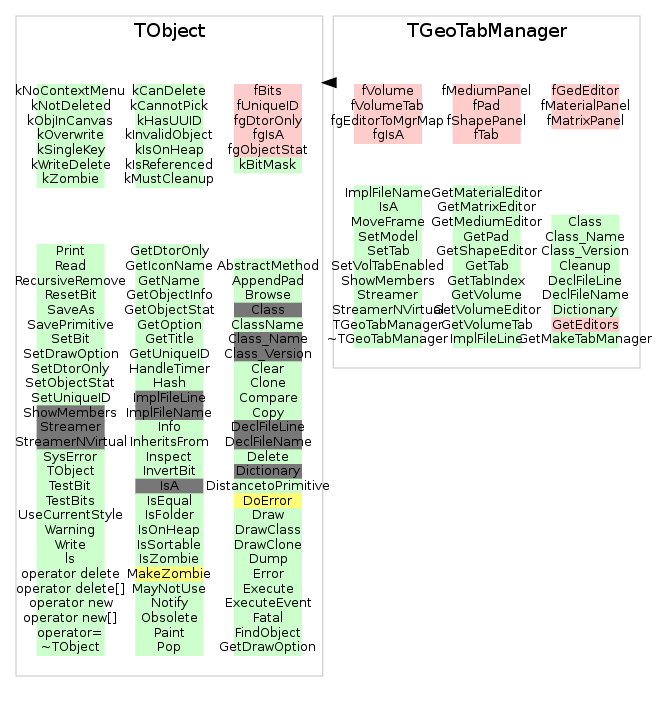 TObject
kNoContextMenu
kNotDeleted
kObjInCanvas
kOverwrite
kSingleKey
kWriteDelete
kZombie
kCanDelete
kCannotPick
kHasUUID
kInvalidObject
kIsOnHeap
kIsReferenced
kMustCleanup
fBits
fUniqueID
fgDtorOnly
fgIsA
fgObjectStat
kBitMask
Print
Read
RecursiveRemove
ResetBit
SaveAs
SavePrimitive
SetBit
SetDrawOption
SetDtorOnly
SetObjectStat
SetUniqueID
ShowMembers
Streamer
StreamerNVirtual
SysError
TObject
TestBit
TestBits
UseCurrentStyle
Warning
Write
ls
operator delete
operator delete[]
operator new
operator new[]
operator=
~TObject
GetDtorOnly
GetIconName
GetName
GetObjectInfo
GetObjectStat
GetOption
GetTitle
GetUniqueID
HandleTimer
Hash
ImplFileLine
ImplFileName
Info
InheritsFrom
Inspect
InvertBit
IsA
IsEqual
IsFolder
IsOnHeap
IsSortable
IsZombie
MakeZombie
MayNotUse
Notify
Obsolete
Paint
Pop
AbstractMethod
AppendPad
Browse
Class
ClassName
Class_Name
Class_Version
Clear
Clone
Compare
Copy
DeclFileLine
DeclFileName
Delete
Dictionary
DistancetoPrimitive
DoError
Draw
DrawClass
DrawClone
Dump
Error
Execute
ExecuteEvent
Fatal
FindObject
GetDrawOption
TGeoTabManager
fVolume
fVolumeTab
fgEditorToMgrMap
fgIsA
fMediumPanel
fPad
fShapePanel
fTab
fGedEditor
fMaterialPanel
fMatrixPanel
ImplFileName
IsA
MoveFrame
SetModel
SetTab
SetVolTabEnabled
ShowMembers
Streamer
StreamerNVirtual
TGeoTabManager
~TGeoTabManager
GetMaterialEditor
GetMatrixEditor
GetMediumEditor
GetPad
GetShapeEditor
GetTab
GetTabIndex
GetVolume
GetVolumeEditor
GetVolumeTab
ImplFileLine
Class
Class_Name
Class_Version
Cleanup
DeclFileLine
DeclFileName
Dictionary
GetEditors
GetMakeTabManager